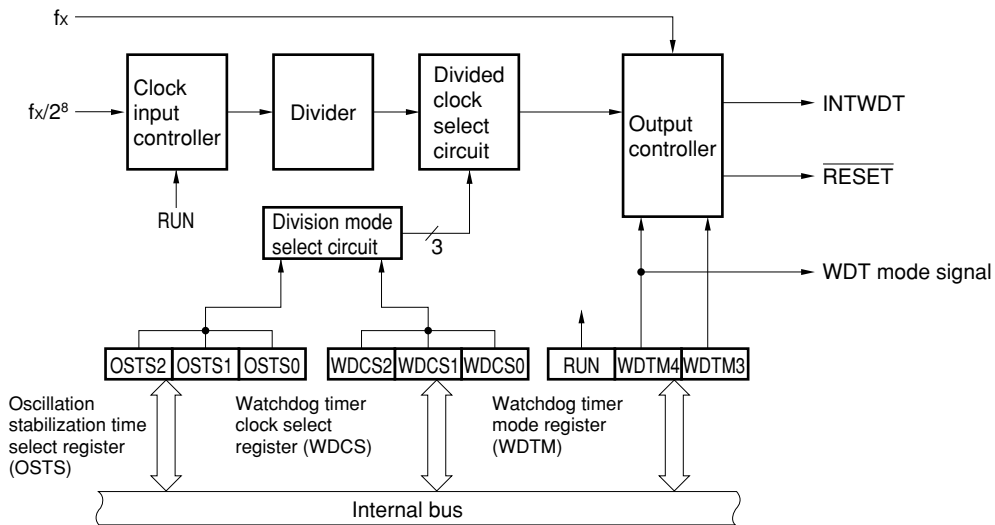 fX
fX/2⁸
Clock
input
controller
Divider
Divided
clock
select
circuit
Output
controller
INTWDT
RESET
RUN
Division mode
select circuit
3
WDT mode signal
OSTS2 OSTS1 OSTS0
WDCS2 WDCS1 WDCS0
RUN WDTM4 WDTM3
Oscillation
stabilization time
select register
(OSTS)
Watchdog timer
clock select
register (WDCS)
Watchdog timer
mode register
(WDTM)
Internal bus